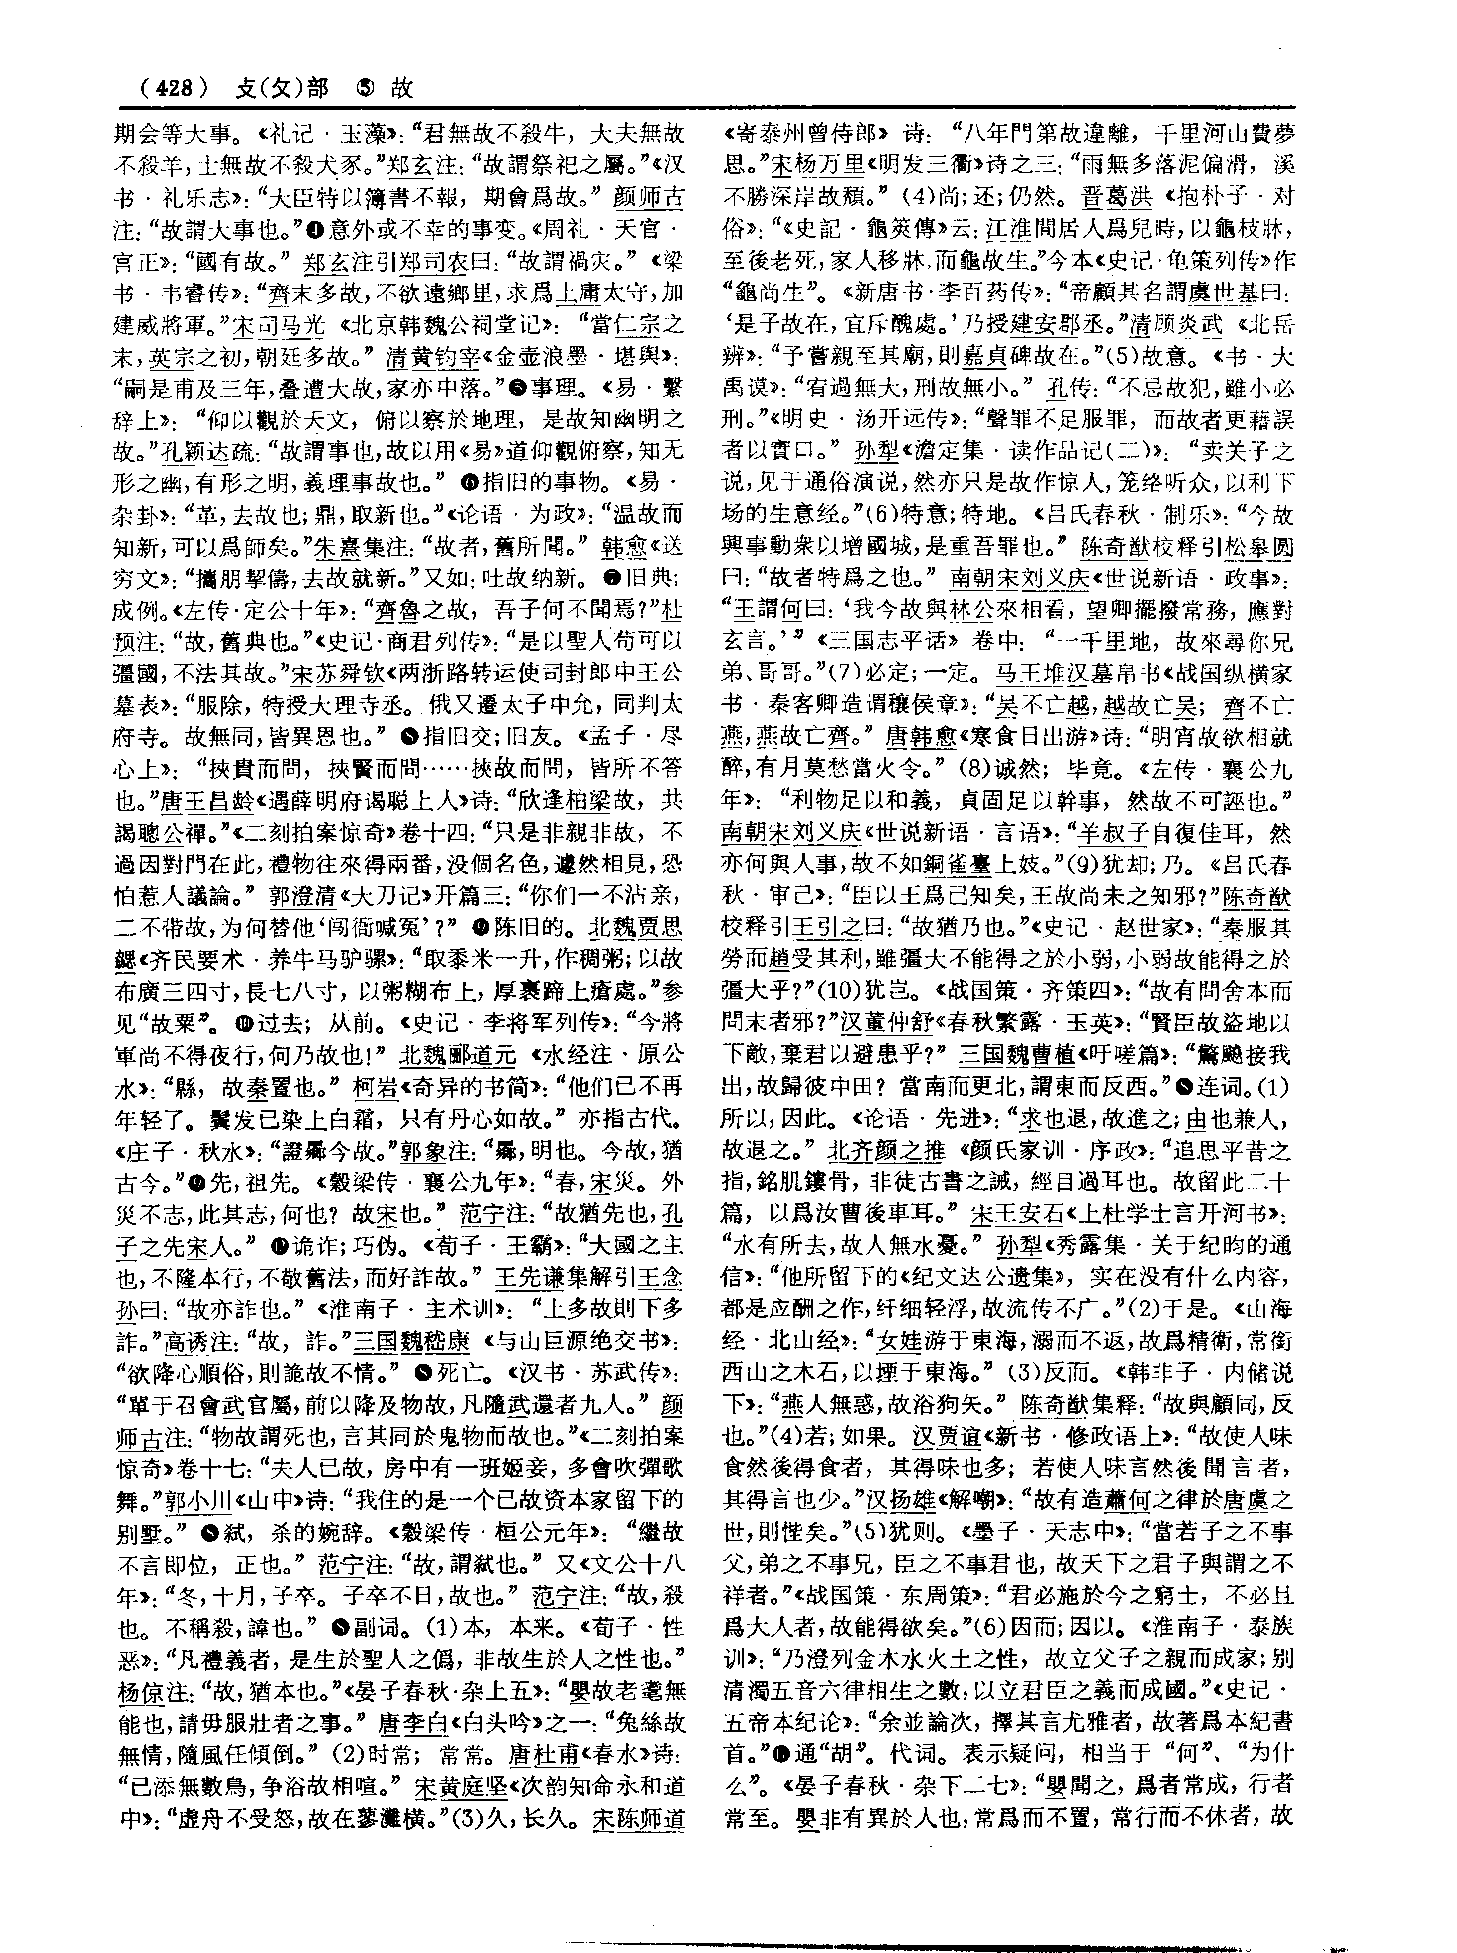 （428） 攴(攵)部 ⑤ 故
期会等大事。《礼记·玉藻》：“君無故不殺牛，大夫無故
不殺羊，士無故不殺犬豕。”郑玄注：“故謂祭祀之屬。”《汉
书·礼乐志》：“大臣特以簿書不報，期會爲故。”颜师古
注：“故謂大事也。”❹意外或不幸的事变。《周礼·天官·
宫正》：“國有故。”郑玄注引郑司农曰：“故謂禍灾。”《梁
书·韦睿传》：“齊末多故，不欲遠鄉里，求爲上庸太守，加
建威將軍。”宋司马光《北京韩魏公祠堂记》：“當仁宗之
末，英宗之初，朝廷多故。”清黄钧宰《金壶浪墨·堪舆》：
“嗣是甫及三年，叠遭大故，家亦中落。”❺事理。《易·繫
辞上》：“仰以觀於天文，俯以察於地理，是故知幽明之
故。”孔颖达疏：“故謂事也，故以用《易》道仰觀俯察，知无
形之幽，有形之明，義理事故也。”❻指旧的事物。《易·
杂卦》：“革，去故也；鼎，取新也。”《论语·为政》：“温故而
知新，可以爲師矣。”朱熹集注：“故者，舊所聞。”韩愈《送
穷文》：“攜朋挈儔，去故就新。”又如：吐故纳新。❼旧典；
成例。《左传·定公十年》：“齊魯之故，吾子何不聞焉？”杜
预注：“故，舊典也。”《史记·商君列传》：“是以聖人苟可以
彊國，不法其故。”宋苏舜钦《两浙路转运使司封郎中王公
墓表》：“服除，特授大理寺丞。俄又遷太子中允，同判太
府寺。故無同，皆異恩也。”❽指旧交；旧友。《孟子·尽
心上》：“挾貴而問，挾賢而問……挾故而問，皆所不答
也。”唐王昌龄《遇薛明府谒聪上人》诗：“欣逢柏梁故，共
謁聰公禪。”《二刻拍案惊奇》卷十四：“只是非親非故，不
過因對門在此，禮物往來得兩番，没個名色，遽然相見，恐
怕惹人議論。”郭澄清《大刀记》开篇三：“你们一不沾亲，
二不带故，为何替他‘闯衙喊冤’？”❾陈旧的。北魏贾思
勰《齐民要术·养牛马驴骡》：“取黍米一升，作稠粥；以故
布廣三四寸，長七八寸，以粥糊布上，厚裹蹄上瘡處。”参
见“故粟”。❿过去；从前。《史记·李将军列传》：“今將
軍尚不得夜行，何乃故也！”北魏郦道元《水经注·原公
水》：“縣，故秦置也。”柯岩《奇异的书简》：“他们已不再
年轻了。鬓发已染上白霜，只有丹心如故。”亦指古代。
《庄子·秋水》：“證曏今故。”郭象注：“曏，明也。今故，猶
古今。”⓫先，祖先。《穀梁传·襄公九年》：“春，宋災。外
災不志，此其志，何也？故宋也。”范宁注：“故猶先也，孔
子之先宋人。”⓬诡诈；巧伪。《荀子·王霸》：“大國之主
也，不隆本行，不敬舊法，而好詐故。”王先谦集解引王念
孙曰：“故亦詐也。”《淮南子·主术训》：“上多故則下多
詐。”高诱注：“故，詐。”三国魏嵇康《与山巨源绝交书》：
“欲降心順俗，則詭故不情。”⓭死亡。《汉书·苏武传》：
“單于召會武官屬，前以降及物故，凡隨武還者九人。”颜
师古注：“物故謂死也，言其同於鬼物而故也。”《二刻拍案
惊奇》卷十七：“夫人已故，房中有一班姬妾，多會吹彈歌
舞。”郭小川《山中》诗：“我住的是一个已故资本家留下的
别墅。”⓮弑，杀的婉辞。《穀梁传·桓公元年》：“繼故
不言即位，正也。”范宁注：“故，謂弑也。”又《文公十八
年》：“冬，十月，子卒。子卒不日，故也。”范宁注：“故，殺
也。不稱殺，諱也。”⓯副词。(1)本，本来。《荀子·性
恶》：“凡禮義者，是生於聖人之僞，非故生於人之性也。”
杨倞注：“故，猶本也。”《晏子春秋·杂上五》：“嬰故老耄無
能也，請毋服壯者之事。”唐李白《白头吟》之一：“兔絲故
無情，隨風任傾倒。”(2)时常；常常。唐杜甫《春水》诗：
“已添無數鳥，争浴故相喧。”宋黄庭坚《次韵知命永和道
中》：“虚舟不受怒，故在蓼灘横。”(3)久，长久。宋陈师道
《寄泰州曾侍郎》诗：“八年門第故違離，千里河山費夢
思。”宋杨万里《明发三衢》诗之三：“雨無多落泥偏滑，溪
不勝深岸故頹。”(4)尚；还；仍然。晋葛洪《抱朴子·对
俗》：“《史記·龜筴傳》云：江淮間居人爲兒時，以龜枝牀，
至後老死，家人移牀，而龜故生。”今本《史记·龟策列传》作
“龜尚生”。《新唐书·李百药传》：“帝顧其名謂虞世基曰：
‘是子故在，宜斥醜處。’乃授建安郡丞。”清顾炎武《北岳
辨》：“予嘗親至其廟，則嘉貞碑故在。”(5)故意。《书·大
禹谟》：“宥過無大，刑故無小。”孔传：“不忌故犯，雖小必
刑。”《明史·汤开远传》：“聲罪不足服罪，而故者更藉誤
者以實口。”孙犁《澹定集·读作品记(二)》：“卖关子之
说，见于通俗演说，然亦只是故作惊人，笼络听众，以利下
场的生意经。”(6)特意；特地。《吕氏春秋·制乐》：“今故
興事動衆以增國城，是重吾罪也。”陈奇猷校释引松皋圆
曰：“故者特爲之也。”南朝宋刘义庆《世说新语·政事》：
“王謂何曰：‘我今故與林公來相看，望卿擺撥常務，應對
玄言。’”《三国志平话》卷中：“一千里地，故來尋你兄
弟、哥哥。”(7)必定；一定。马王堆汉墓帛书《战国纵横家
书·秦客卿造谓穰侯章》：“吴不亡越，越故亡吴；齊不亡
燕，燕故亡齊。”唐韩愈《寒食日出游》诗：“明宵故欲相就
醉，有月莫愁當火令。”(8)诚然；毕竟。《左传·襄公九
年》：“利物足以和義，貞固足以幹事，然故不可誣也。”
南朝宋刘义庆《世说新语·言语》：“羊叔子自復佳耳，然
亦何與人事，故不如銅雀臺上妓。”(9)犹却；乃。《吕氏春
秋·审己》：“臣以王爲已知矣，王故尚未之知邪？”陈奇猷
校释引王引之曰：“故猶乃也。”《史记·赵世家》：“秦服其
勞而趙受其利，雖彊大不能得之於小弱，小弱故能得之於
彊大乎？”(10)犹岂。《战国策·齐策四》：“故有問舍本而
問末者邪？”汉董仲舒《春秋繁露·玉英》：“賢臣故盗地以
下敵，棄君以避患乎？”三国魏曹植《吁嗟篇》：“驚飈接我
出，故歸彼中田？當南而更北，謂東而反西。”⓰连词。(1)
所以；因此。《论语·先进》：“求也退，故進之；由也兼人，
故退之。”北齐颜之推《颜氏家训·序政》：“追思平昔之
指，銘肌鏤骨，非徒古書之誡，經目過耳也。故留此二十
篇，以爲汝曹後車耳。”宋王安石《上杜学士言开河书》：
“水有所去，故人無水憂。”孙犁《秀露集·关于纪昀的通
信》：“他所留下的《纪文达公遗集》，实在没有什么内容，
都是应酬之作，纤细轻浮，故流传不广。”(2)于是。《山海
经·北山经》：“女娃游于東海，溺而不返，故爲精衛，常銜
西山之木石，以堙于東海。”(3)反而。《韩非子·内储说
下》：“燕人無惑，故浴狗矢。”陈奇猷集释：“故與顧同，反
也。”(4)若；如果。汉贾谊《新书·修政语上》：“故使人味
食然後得食者，其得味也多；若使人味言然後聞言者，
其得言也少。”汉扬雄《解嘲》：“故有造蕭何之律於唐虞之
世，則惟矣。”(5)犹则。《墨子·天志中》：“當若子之不事
父，弟之不事兄，臣之不事君也，故天下之君子與謂之不
祥者。”《战国策·东周策》：“君必施於今之窮士，不必且
爲大人者，故能得欲矣。”(6)因而；因以。《淮南子·泰族
训》：“乃澄列金木水火土之性，故立父子之親而成家；别
清濁五音六律相生之數，以立君臣之義而成國。”《史记·
五帝本纪论》：“余並論次，擇其言尤雅者，故著爲本紀書
首。”⓱通“胡”。代词。表示疑问，相当于“何”、“为什
么”。《晏子春秋·杂下二七》：“嬰聞之，爲者常成，行者
常至。嬰非有異於人也，常爲而不置，常行而不休者，故